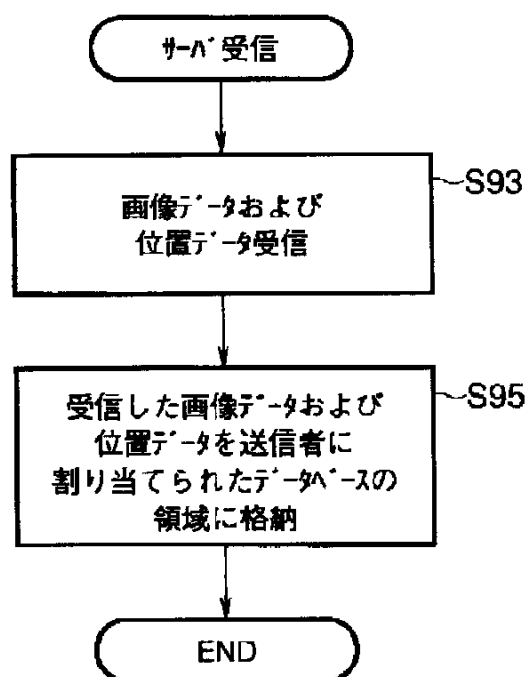 ｻｰﾊﾞ受信
S93
画像ﾃﾞｰﾀおよび
位置ﾃﾞｰﾀ受信
S95
受信した画像ﾃﾞｰﾀおよび
位置ﾃﾞｰﾀを送信者に
割り当てられたﾃﾞｰﾀﾍﾞｰｽの
領域に格納
END